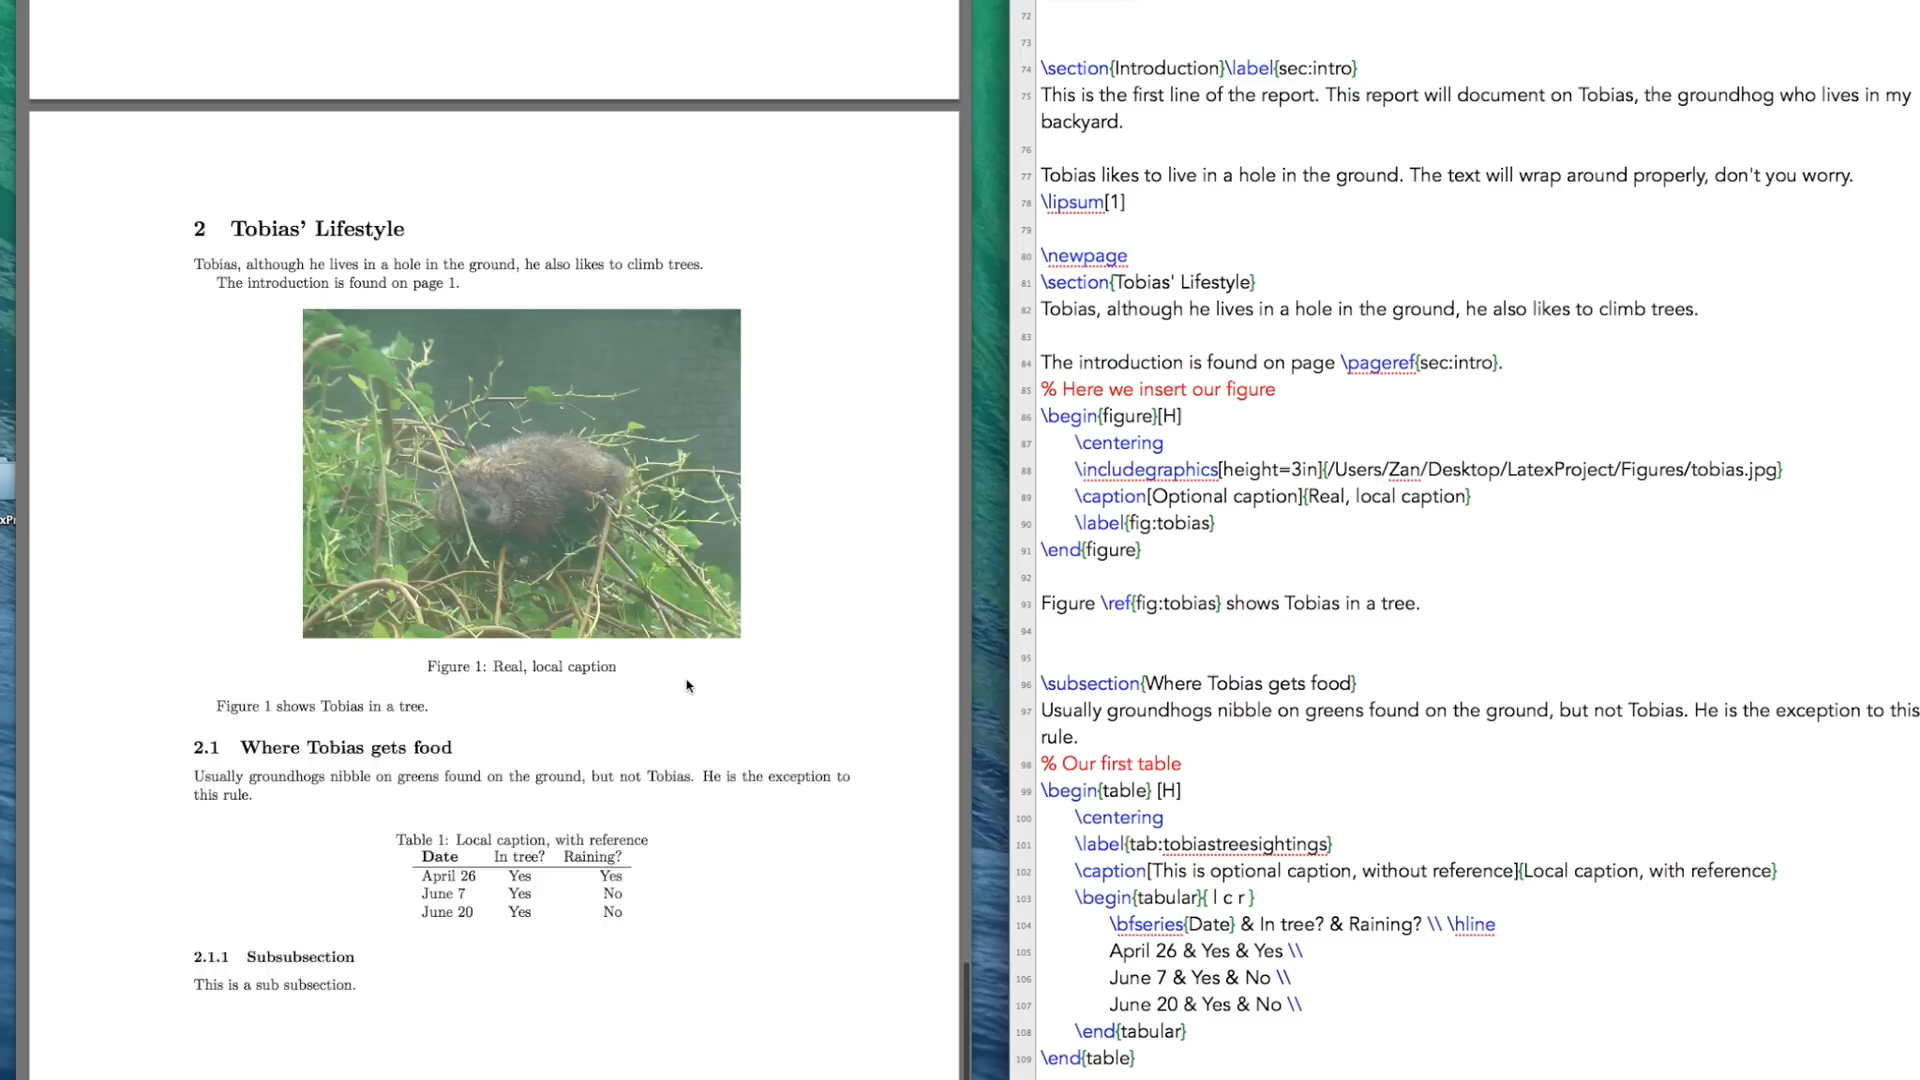 2 Tobias’ Lifestyle
Tobias, although he lives in a hole in the ground, he also likes to climb trees.
The introduction is found on page 1.
Figure 1: Real, local caption
Figure 1 shows Tobias in a tree.
2.1 Where Tobias gets food
Usually groundhogs nibble on greens found on the ground, but not Tobias. He is the exception to
this rule.
Table 1: Local caption, with reference
Date In tree? Raining?
April 26 Yes Yes
June 7 Yes No
June 20 Yes No
2.1.1 Subsubsection
This is a sub subsection.
72
73
74 \section{Introduction}\label{sec:intro}
75 This is the first line of the report. This report will document on Tobias, the groundhog who lives in my
backyard.
76
77 Tobias likes to live in a hole in the ground. The text will wrap around properly, don't you worry.
78 \lipsum[1]
79
80 \newpage
81 \section{Tobias' Lifestyle}
82 Tobias, although he lives in a hole in the ground, he also likes to climb trees.
83
84 The introduction is found on page \pageref{sec:intro}.
85 % Here we insert our figure
86 \begin{figure}[H]
87 \centering
88 \includegraphics[height=3in]{/Users/Zan/Desktop/LatexProject/Figures/tobias.jpg}
89 \caption[Optional caption]{Real, local caption}
90 \label{fig:tobias}
91 \end{figure}
92
93 Figure \ref{fig:tobias} shows Tobias in a tree.
94
95
96 \subsection{Where Tobias gets food}
97 Usually groundhogs nibble on greens found on the ground, but not Tobias. He is the exception to this
rule.
98 % Our first table
99 \begin{table} [H]
100 \centering
101 \label{tab:tobiastreesightings}
102 \caption[This is optional caption, without reference]{Local caption, with reference}
103 \begin{tabular}{ l c r }
104 \bfseries{Date} & In tree? & Raining? \\ \hline
105 April 26 & Yes & Yes \\
106 June 7 & Yes & No \\
107 June 20 & Yes & No \\
108 \end{tabular}
109 \end{table}